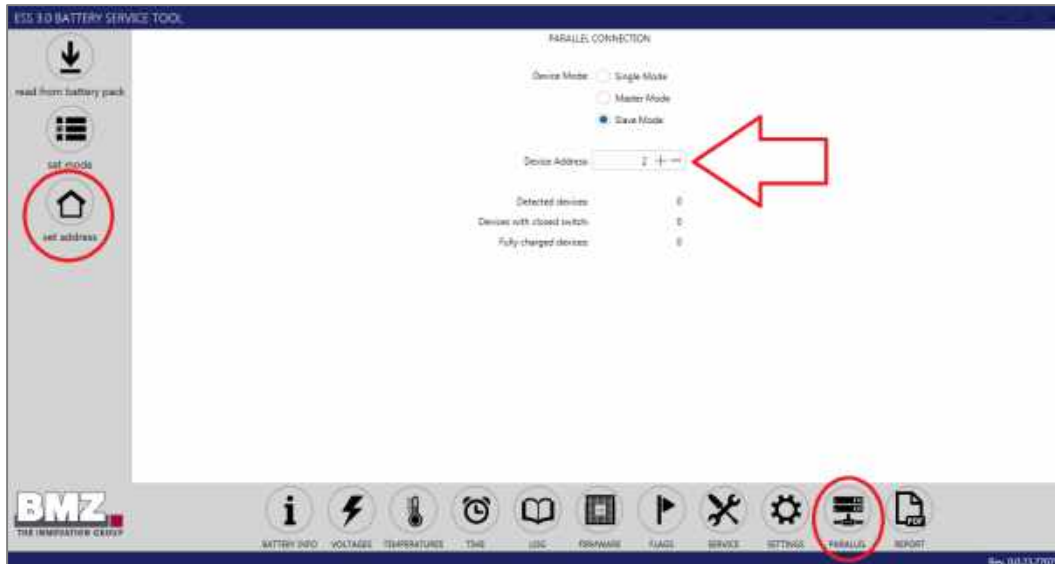 ESS 3.0 BATTERY SERVICE TOOL
read from battery pack
set mode
set address
PARALLEL CONNECTION
Device Mode: Single Mode
Master Mode
Slave Mode
Device Address: 2 + −
Detected devices: 0
Devices with closed switch: 0
Fully charged devices: 0
BMZ
THE INNOVATION GROUP
BATTERY INFO VOLTAGES TEMPERATURES TIME LOG FIRMWARE FLAGS SERVICE SETTINGS PARALLEL REPORT
PDF